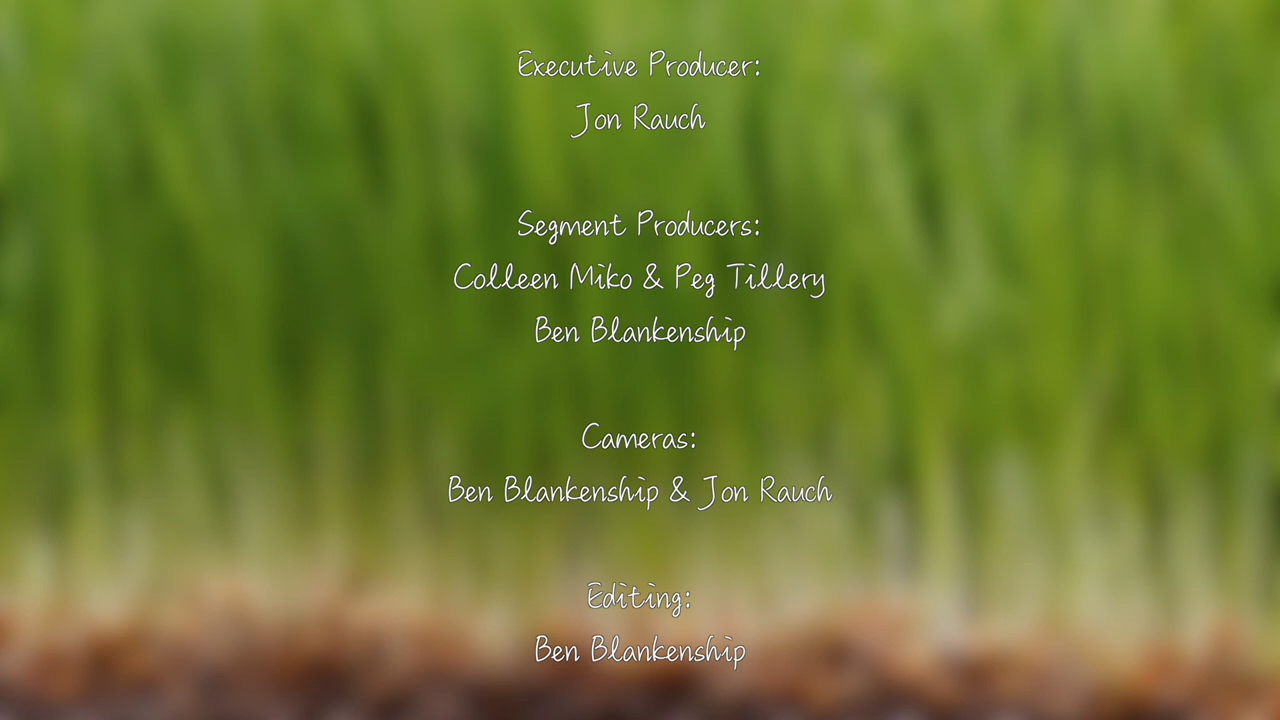 Executive Producer:
Jon Rauch
Segment Producers:
Colleen Miko & Peg Tillery
Ben Blankenship
Cameras:
Ben Blankenship & Jon Rauch
Editing:
Ben Blankenship